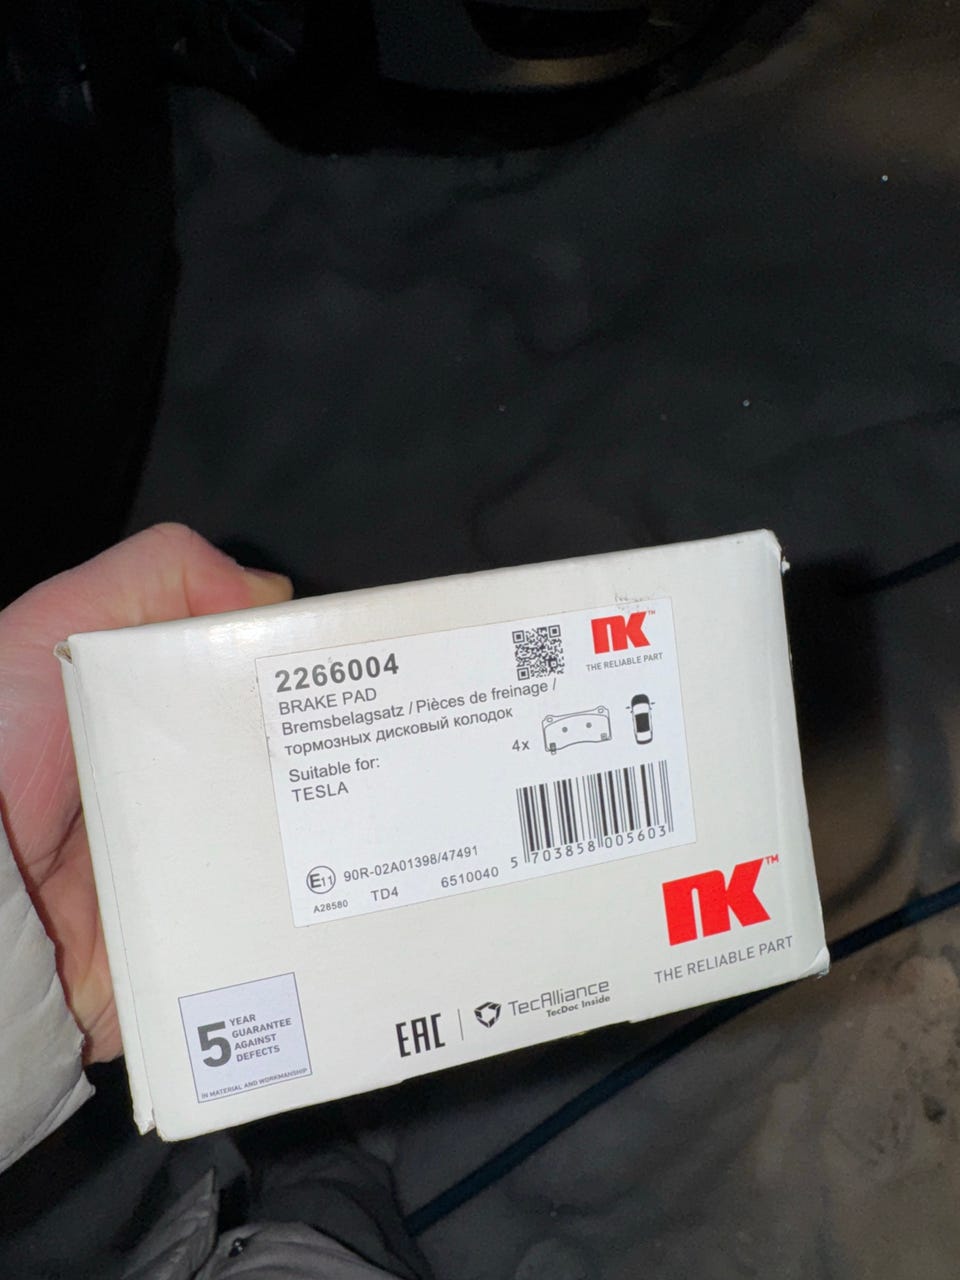 2266004
BRAKE PAD
Bremsbelagsatz / Pièces de freinage /
тормозных дисковый колодок
Suitable for:
TESLA
NK™
THE RELIABLE PART
4x
5 703858 005603
E11 90R-02A01398/47491
A28580 TD4 6510040
NK™
THE RELIABLE PART
5 YEAR
GUARANTEE
AGAINST
DEFECTS
IN MATERIAL AND WORKMANSHIP
EAC
TecAlliance
TecDoc Inside